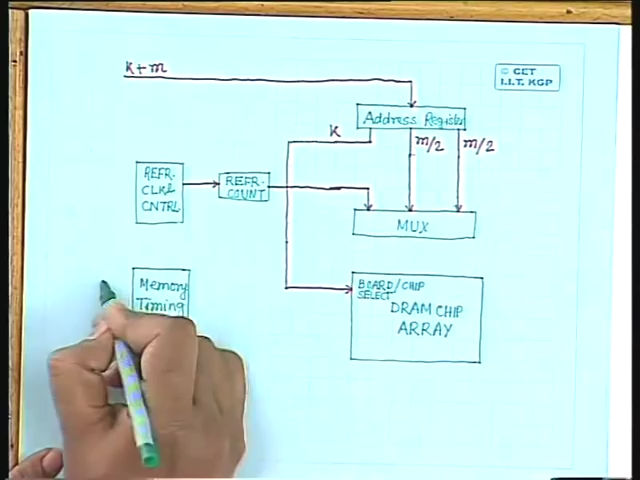 K+m
© CET
I.I.T. KGP
Address Register
K
m/2
m/2
REFR.
CLK&
CNTRL
REFR.
COUNT
MUX
BOARD/CHIP
SELECT
DRAM CHIP
ARRAY
Memory
Timing